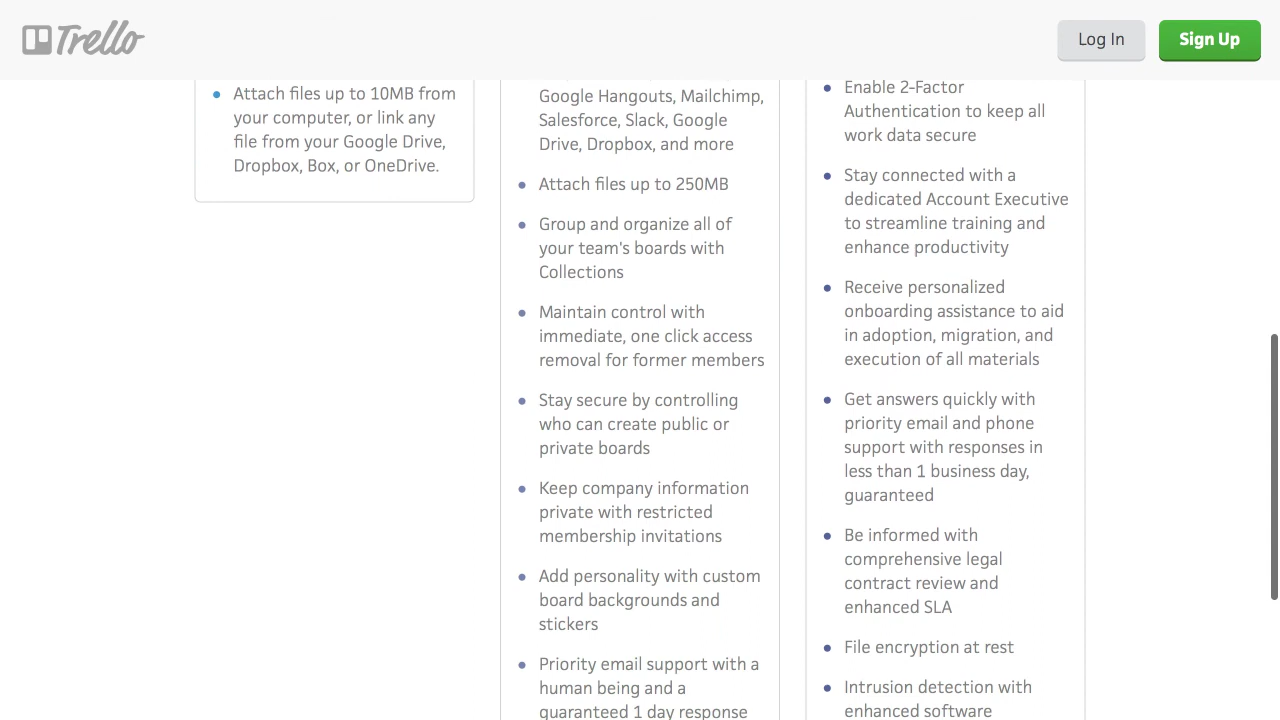 Trello
Log In
Sign Up
Attach files up to 10MB from
your computer, or link any
file from your Google Drive,
Dropbox, Box, or OneDrive.
Google Hangouts, Mailchimp,
Salesforce, Slack, Google
Drive, Dropbox, and more
Attach files up to 250MB
Group and organize all of
your team's boards with
Collections
Maintain control with
immediate, one click access
removal for former members
Stay secure by controlling
who can create public or
private boards
Keep company information
private with restricted
membership invitations
Add personality with custom
board backgrounds and
stickers
Priority email support with a
human being and a
guaranteed 1 day response
Enable 2-Factor
Authentication to keep all
work data secure
Stay connected with a
dedicated Account Executive
to streamline training and
enhance productivity
Receive personalized
onboarding assistance to aid
in adoption, migration, and
execution of all materials
Get answers quickly with
priority email and phone
support with responses in
less than 1 business day,
guaranteed
Be informed with
comprehensive legal
contract review and
enhanced SLA
File encryption at rest
Intrusion detection with
enhanced software